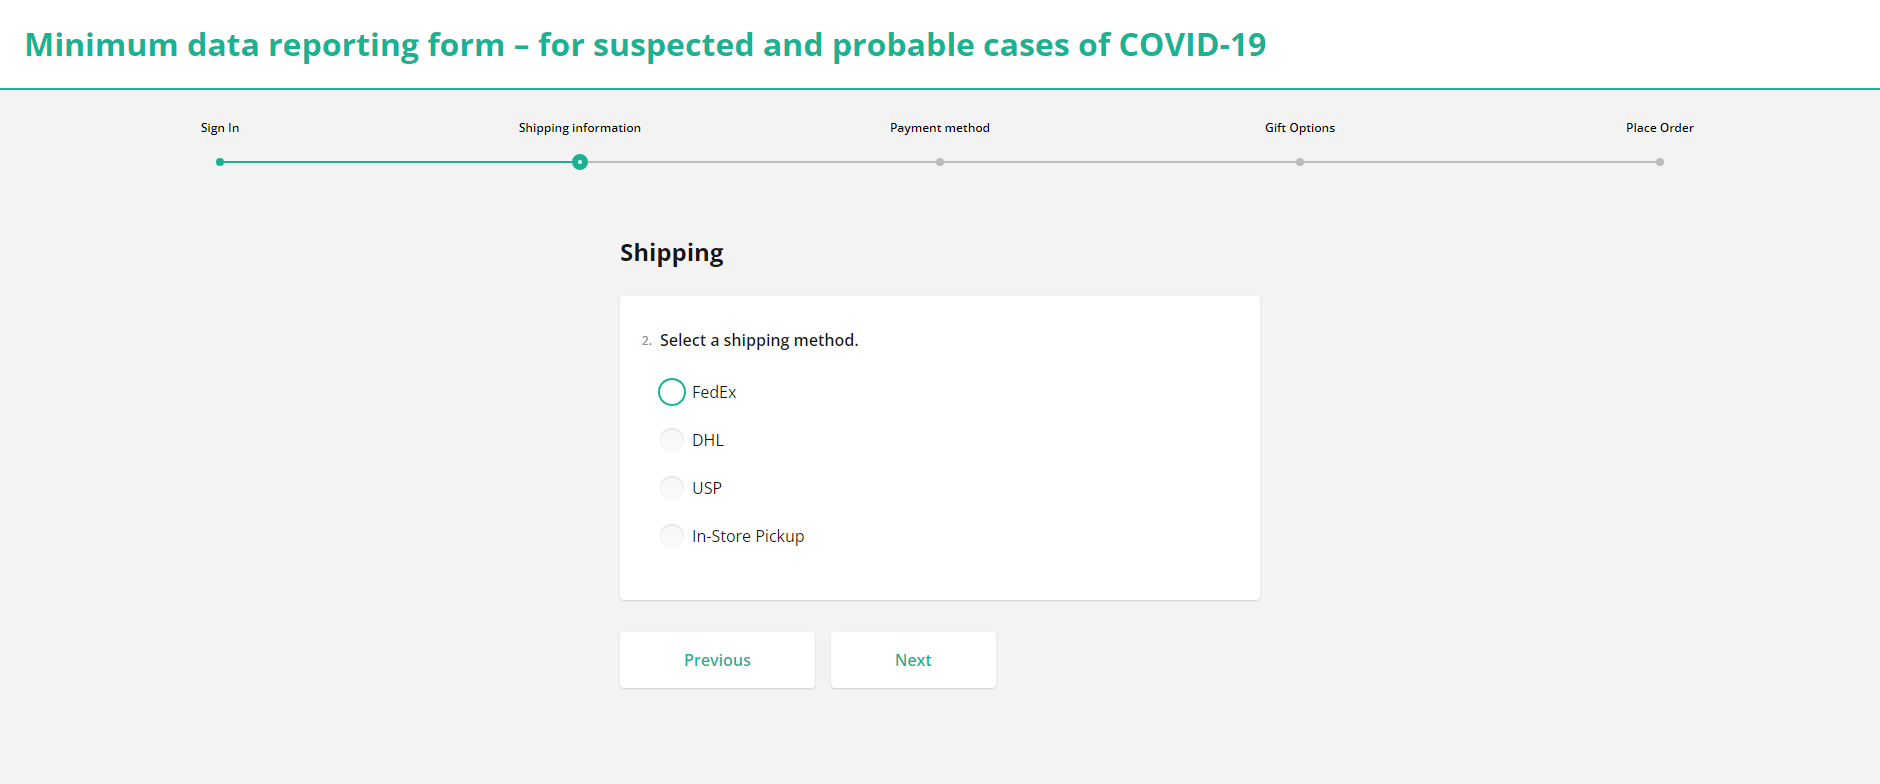 Minimum data reporting form – for suspected and probable cases of COVID-19
Sign In
Shipping information
Payment method
Gift Options
Place Order
Shipping
2. Select a shipping method.
FedEx
DHL
USP
In-Store Pickup
Previous
Next